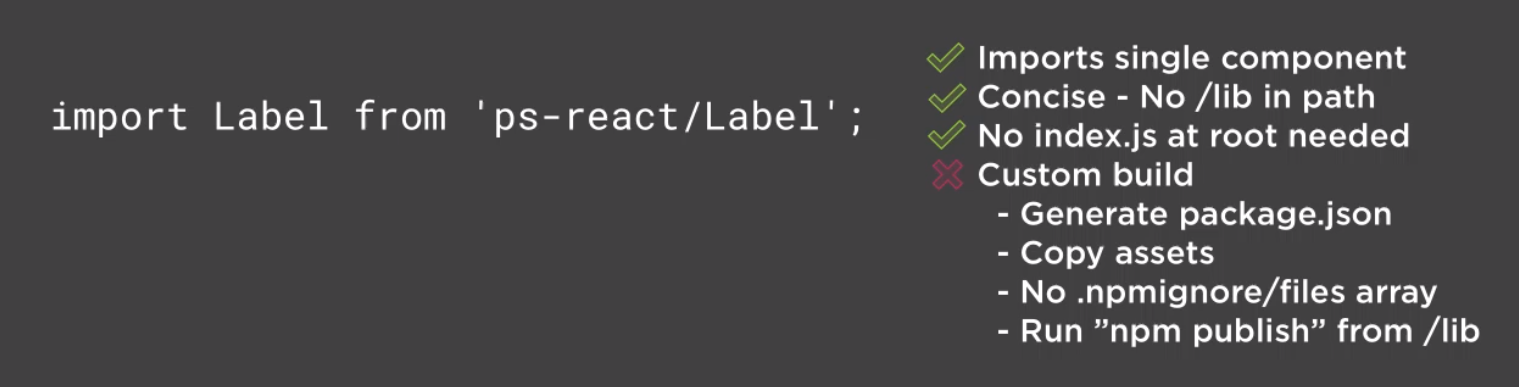 import Label from 'ps-react/Label';
Imports single component
Concise - No /lib in path
No index.js at root needed
Custom build
- Generate package.json
- Copy assets
- No .npmignore/files array
- Run ”npm publish” from /lib